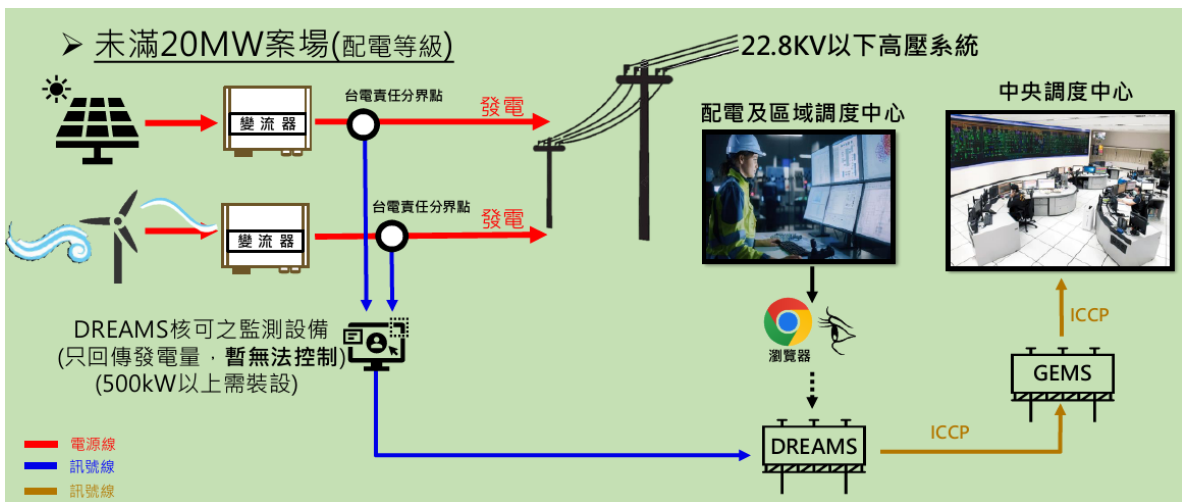 ➢ 未滿20MW案場(配電等級)
22.8KV以下高壓系統
台電責任分界點
發電
變流器
配電及區域調度中心
中央調度中心
台電責任分界點
發電
變流器
DREAMS核可之監測設備
(只回傳發電量，暫無法控制)
(500kW以上需裝設)
瀏覽器
ICCP
GEMS
ICCP
DREAMS
電源線
訊號線
訊號線